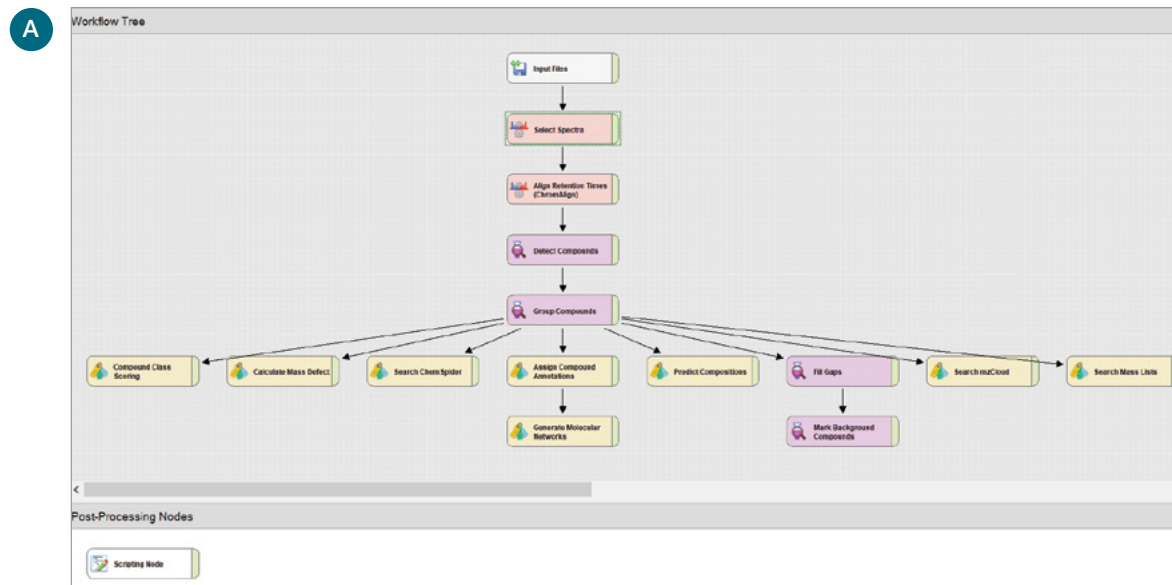 A
Workflow Tree
Input Files
Select Spectra
Align Retention Times
(ChromAlign)
Detect Compounds
Group Compounds
Compound Class
Scoring
Calculate Mass Defect
Search ChemSpider
Assign Compound
Annotations
Predict Compositions
Fill Gaps
Search mzCloud
Search Mass Lists
Generate Molecular
Networks
Mark Background
Compounds
Post-Processing Nodes
Scripting Node